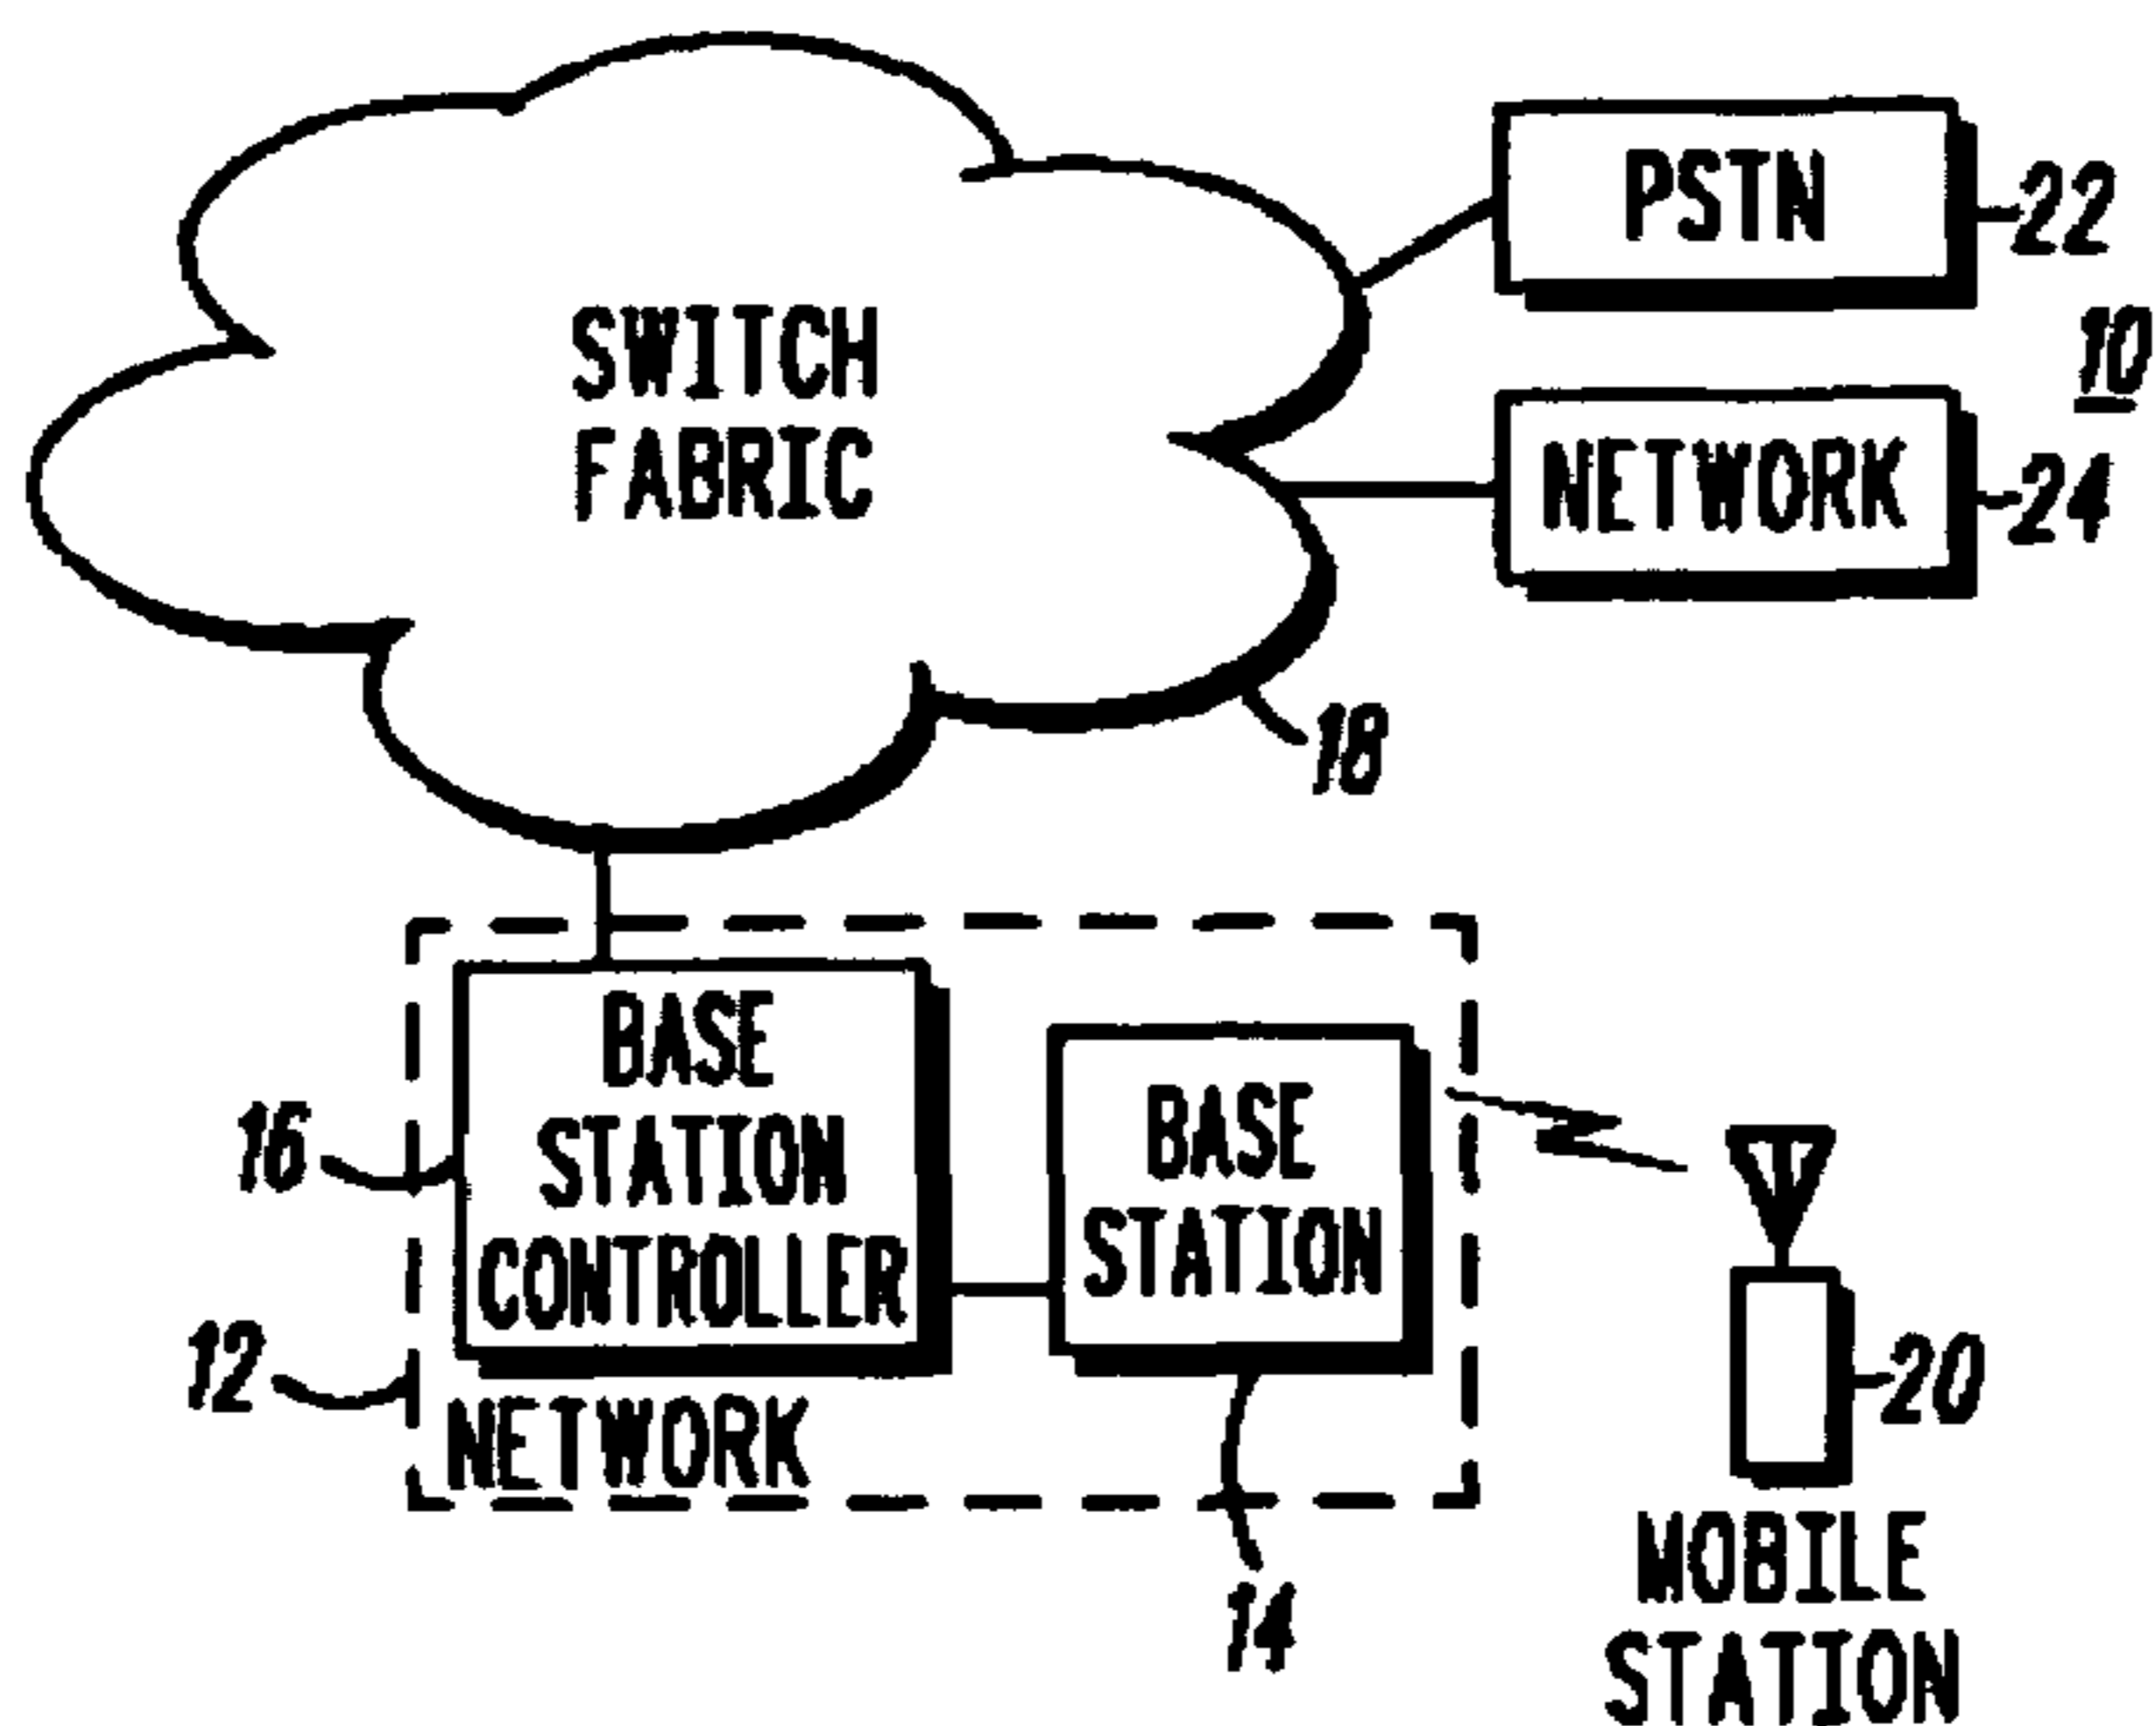 PSTN
22
10
SWITCH
FABRIC
NETWORK
24
18
BASE
STATION
CONTROLLER
16
BASE
STATION
12
NETWORK
20
14
MOBILE
STATION